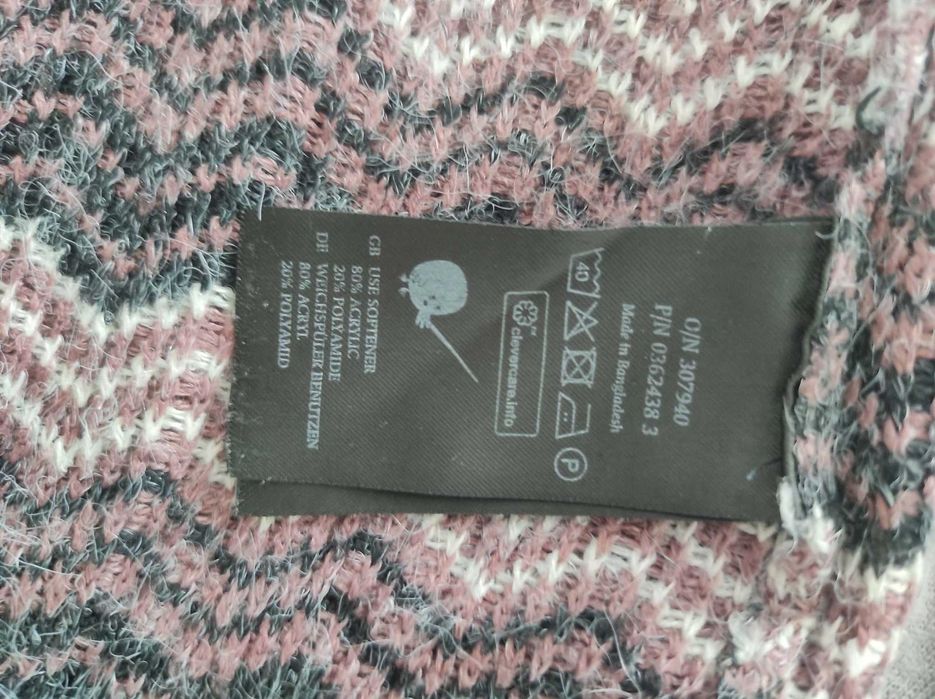 O/N 307940
P/N 0362438 3
Made in Bangladesh
40
P
clevercare.info
GB USE SOFTENER
80% ACRYLIC
20% POLYAMIDE
DE WEICHSPÜLER BENUTZEN
80% ACRYL
20% POLYAMID